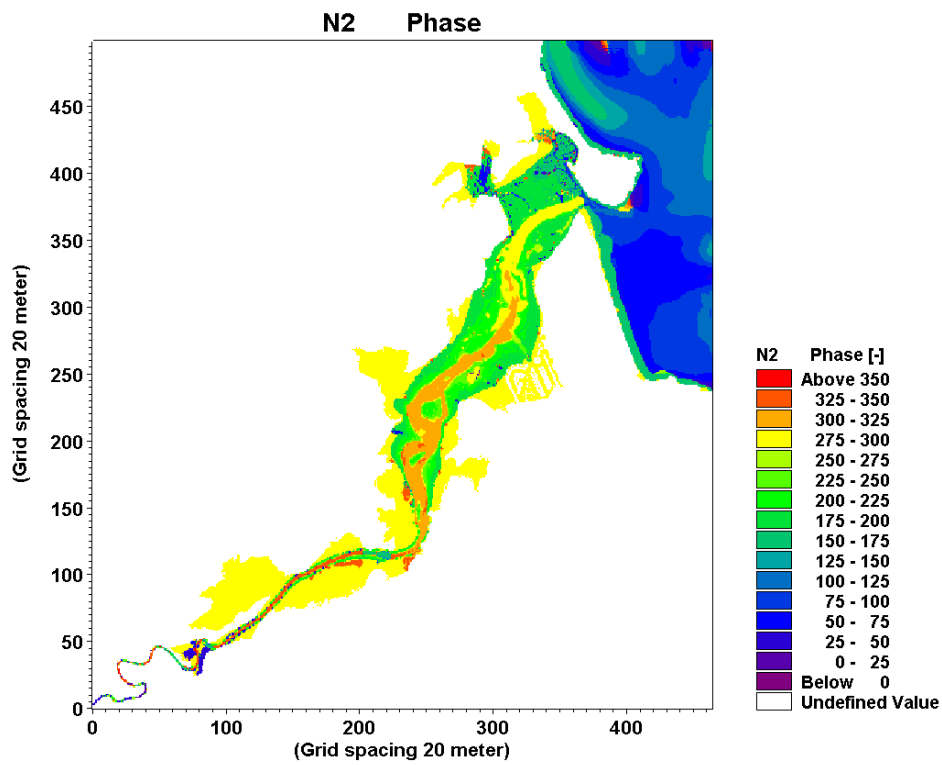 N2 Phase
(Grid spacing 20 meter)
450
400
350
300
250
200
150
100
50
0
0 100 200 300 400
(Grid spacing 20 meter)
N2 Phase [-]
Above 350
325 - 350
300 - 325
275 - 300
250 - 275
225 - 250
200 - 225
175 - 200
150 - 175
125 - 150
100 - 125
75 - 100
50 - 75
25 - 50
0 - 25
Below 0
Undefined Value